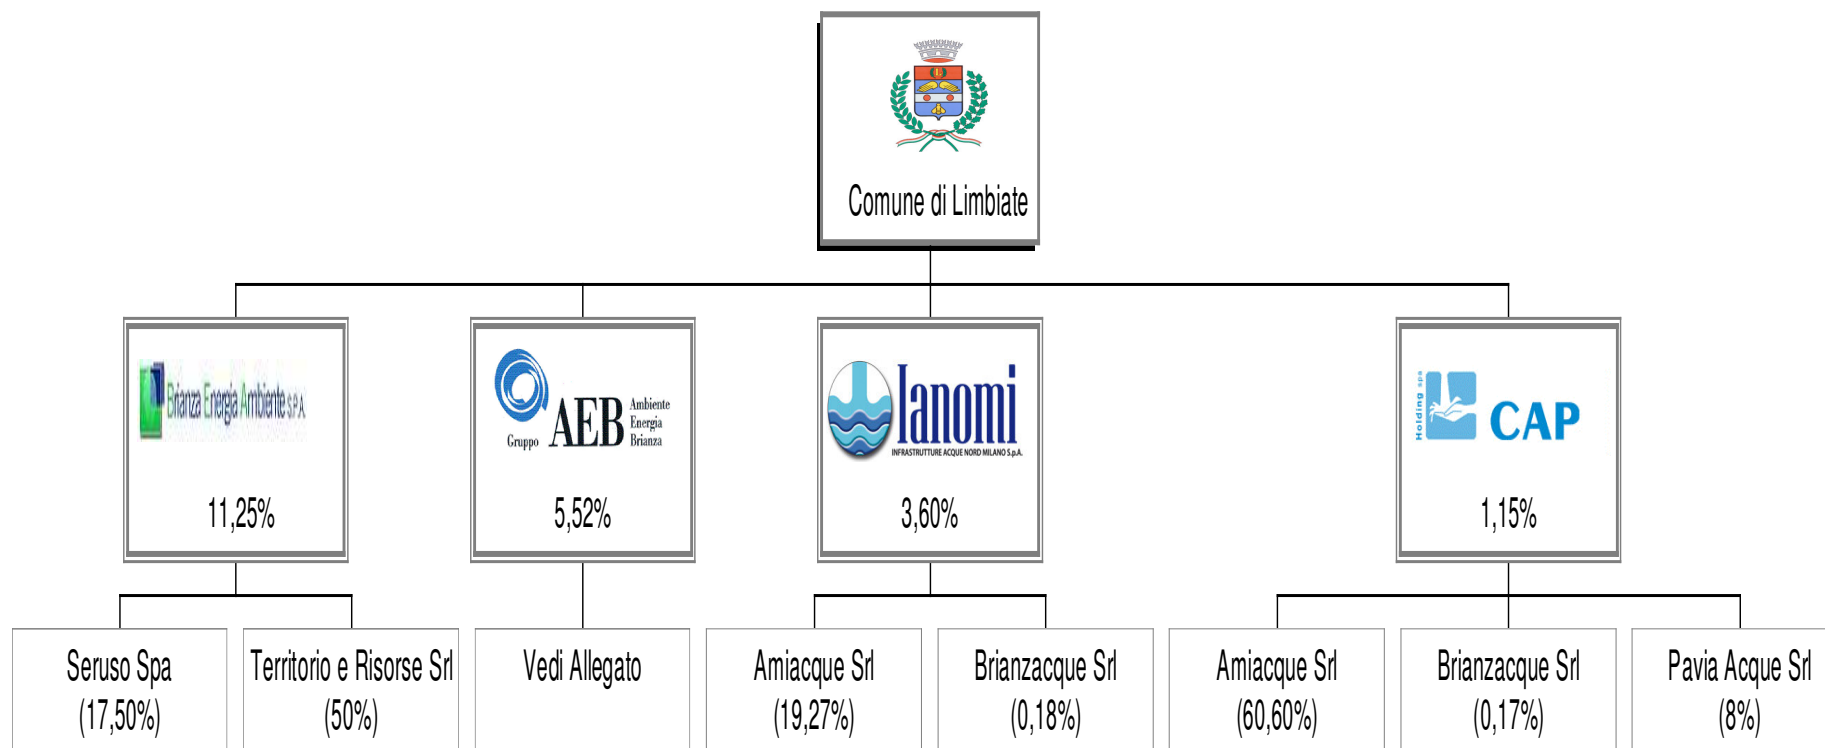 Comune di Limbiate
Brianza Energia Ambiente S.P.A.
11,25%
Gruppo AEB Ambiente
Energia
Brianza
5,52%
Ianomi
INFRASTRUTTURE ACQUE NORD MILANO S.p.A.
3,60%
Holding spa
CAP
1,15%
Seruso Spa
(17,50%)
Territorio e Risorse Srl
(50%)
Vedi Allegato
Amiacque Srl
(19,27%)
Brianzacque Srl
(0,18%)
Amiacque Srl
(60,60%)
Brianzacque Srl
(0,17%)
Pavia Acque Srl
(8%)